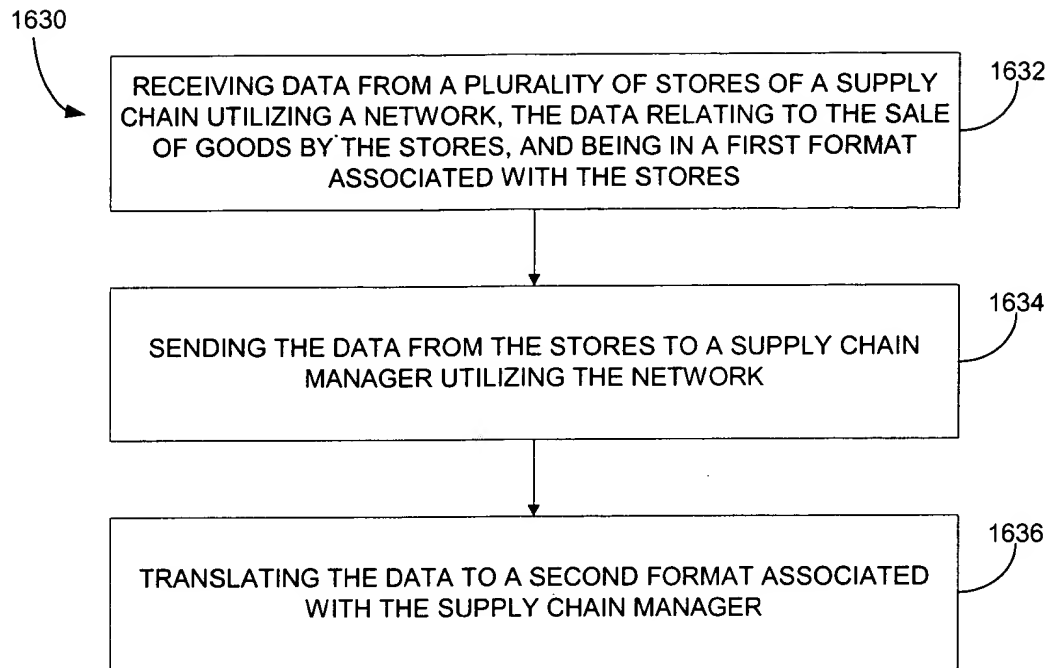 1630
RECEIVING DATA FROM A PLURALITY OF STORES OF A SUPPLY
CHAIN UTILIZING A NETWORK, THE DATA RELATING TO THE SALE
OF GOODS BY THE STORES, AND BEING IN A FIRST FORMAT
ASSOCIATED WITH THE STORES
1632
SENDING THE DATA FROM THE STORES TO A SUPPLY CHAIN
MANAGER UTILIZING THE NETWORK
1634
TRANSLATING THE DATA TO A SECOND FORMAT ASSOCIATED
WITH THE SUPPLY CHAIN MANAGER
1636